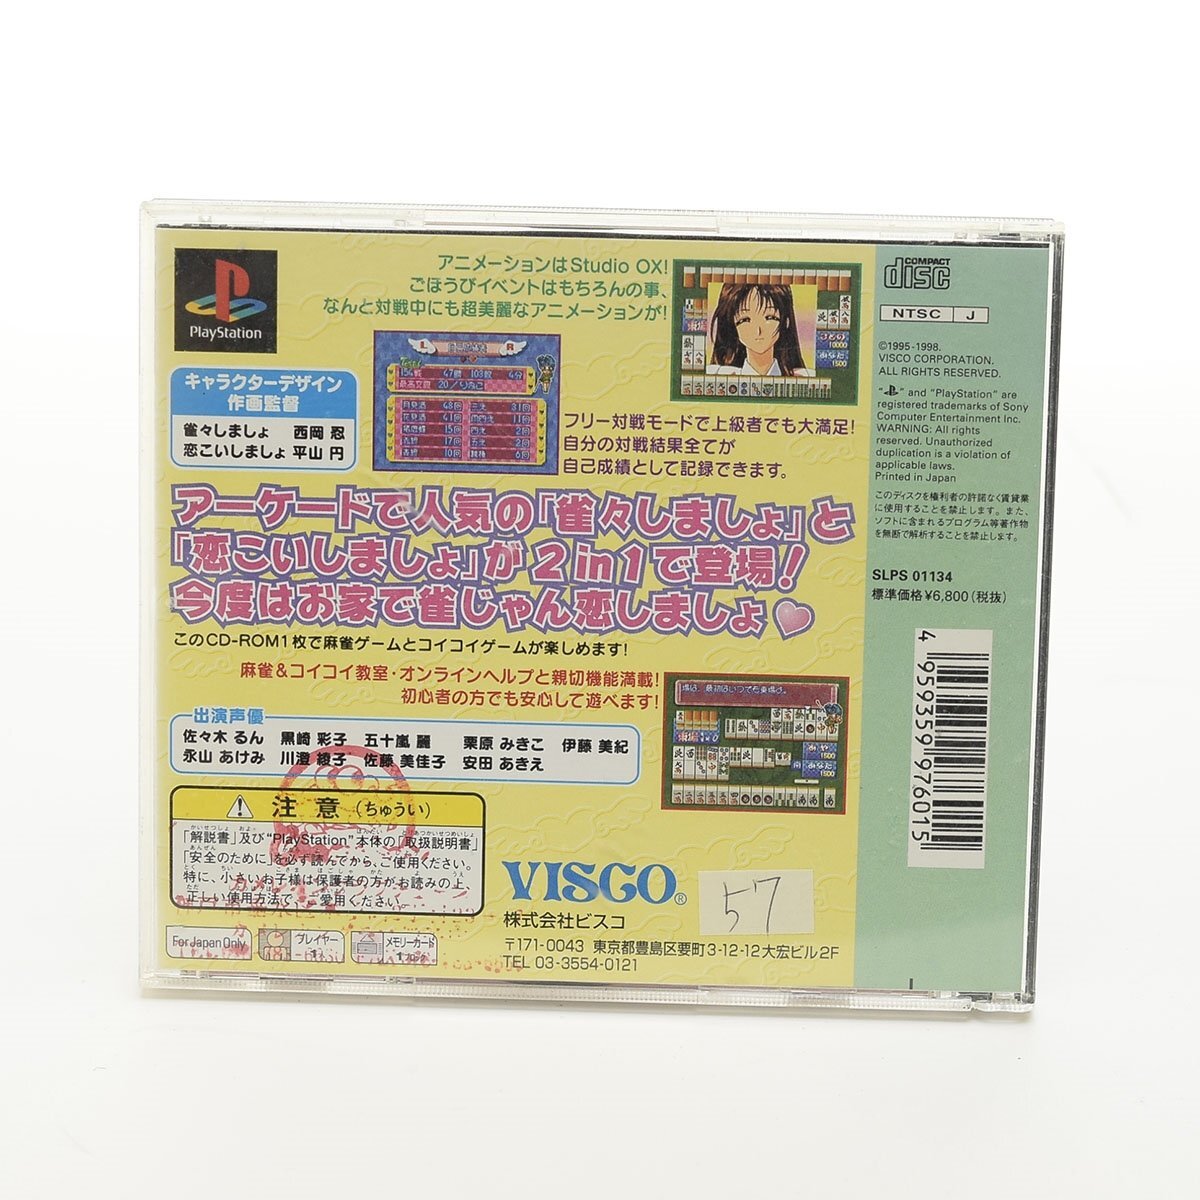 PlayStation
アニメーションはStudio OX!
ごほうびイベントはもちろんの事、
なんと対戦中にも超美麗なアニメーションが!
キャラクターデザイン
作画監督
雀々しましょ 西岡 忍
恋こいしましょ 平山 円
フリー対戦モードで上級者でも大満足!
自分の対戦結果全てが
自己成績として記録できます。
アーケードで人気の「雀々しましょ」と
「恋こいしましょ」が2in1で登場!
今度はお家で雀じゃん恋しましょ
このCD-ROM1枚で麻雀ゲームとコイコイゲームが楽しめます!
麻雀&コイコイ教室・オンラインヘルプと親切機能満載!
初心者の方でも安心して遊べます!
出演声優
佐々木 るん 黒崎 彩子 五十嵐 麗 栗原 みきこ 伊藤 美紀
永山 あけみ 川澄 綾子 佐藤 美佳子 安田 あきえ
注意(ちゅうい)
「解説書」及び"PlayStation"本体の「取扱説明書」
「安全のために」を必ず読んでから、ご使用ください。
特に、小さいお子様は保護者の方がお読みの上、
正しい使用方法で、ご愛用ください。
For Japan Only
プレイヤー
メモリーカード
VISCO®
株式会社ビスコ
〒171-0043 東京都豊島区要町3-12-12大宏ビル2F
TEL 03-3554-0121
57
COMPACT
disc
NTSC J
©1995-1998.
VISCO CORPORATION.
ALL RIGHTS RESERVED.
" " and "PlayStation" are
registered trademarks of Sony
Computer Entertainment Inc.
WARNING: All rights
reserved. Unauthorized
duplication is a violation of
applicable laws.
Printed in Japan
このディスクを権利者の許諾なく賃貸業
に使用することを禁止します。また、
ソフトに含まれるプログラム等著作物
を無断で解析することを禁止します。
SLPS 01134
標準価格¥6,800(税抜)
4 959359 976015